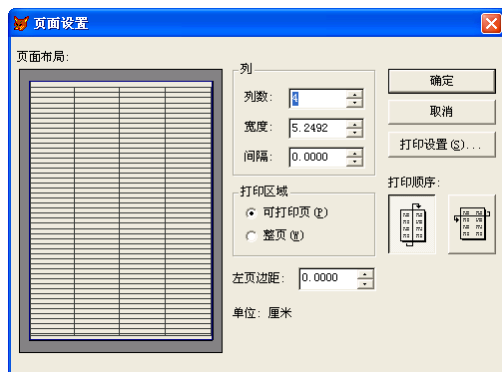 页面设置
页面布局:
列
列数: 4
宽度: 5.2492
间隔: 0.0000
打印区域
可打印页(P)
整页(W)
左页边距: 0.0000
单位: 厘米
确定
取消
打印设置(S)...
打印顺序: